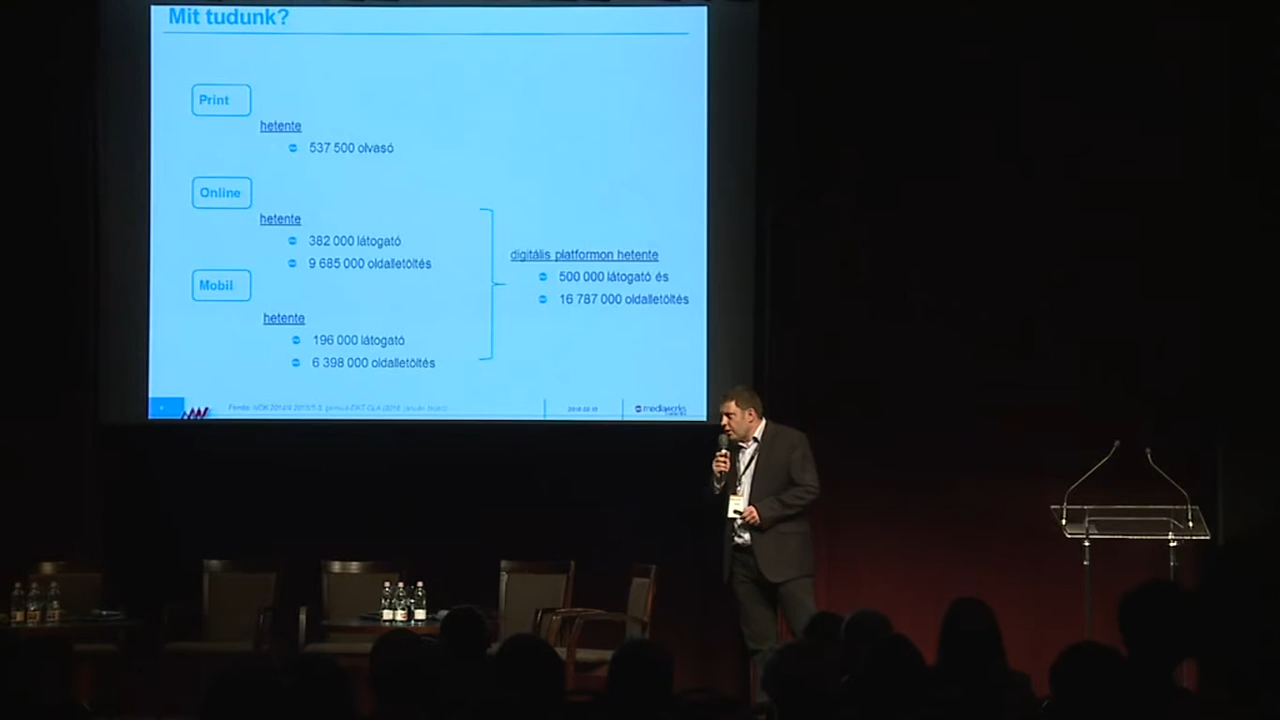 Mit tudunk?
Print
hetente
537 500 olvasó
Online
hetente
382 000 látogató
9 685 000 oldalletöltés
Mobil
hetente
196 000 látogató
6 398 000 oldalletöltés
digitális platformon hetente
500 000 látogató és
16 787 000 oldalletöltés
mediaworks